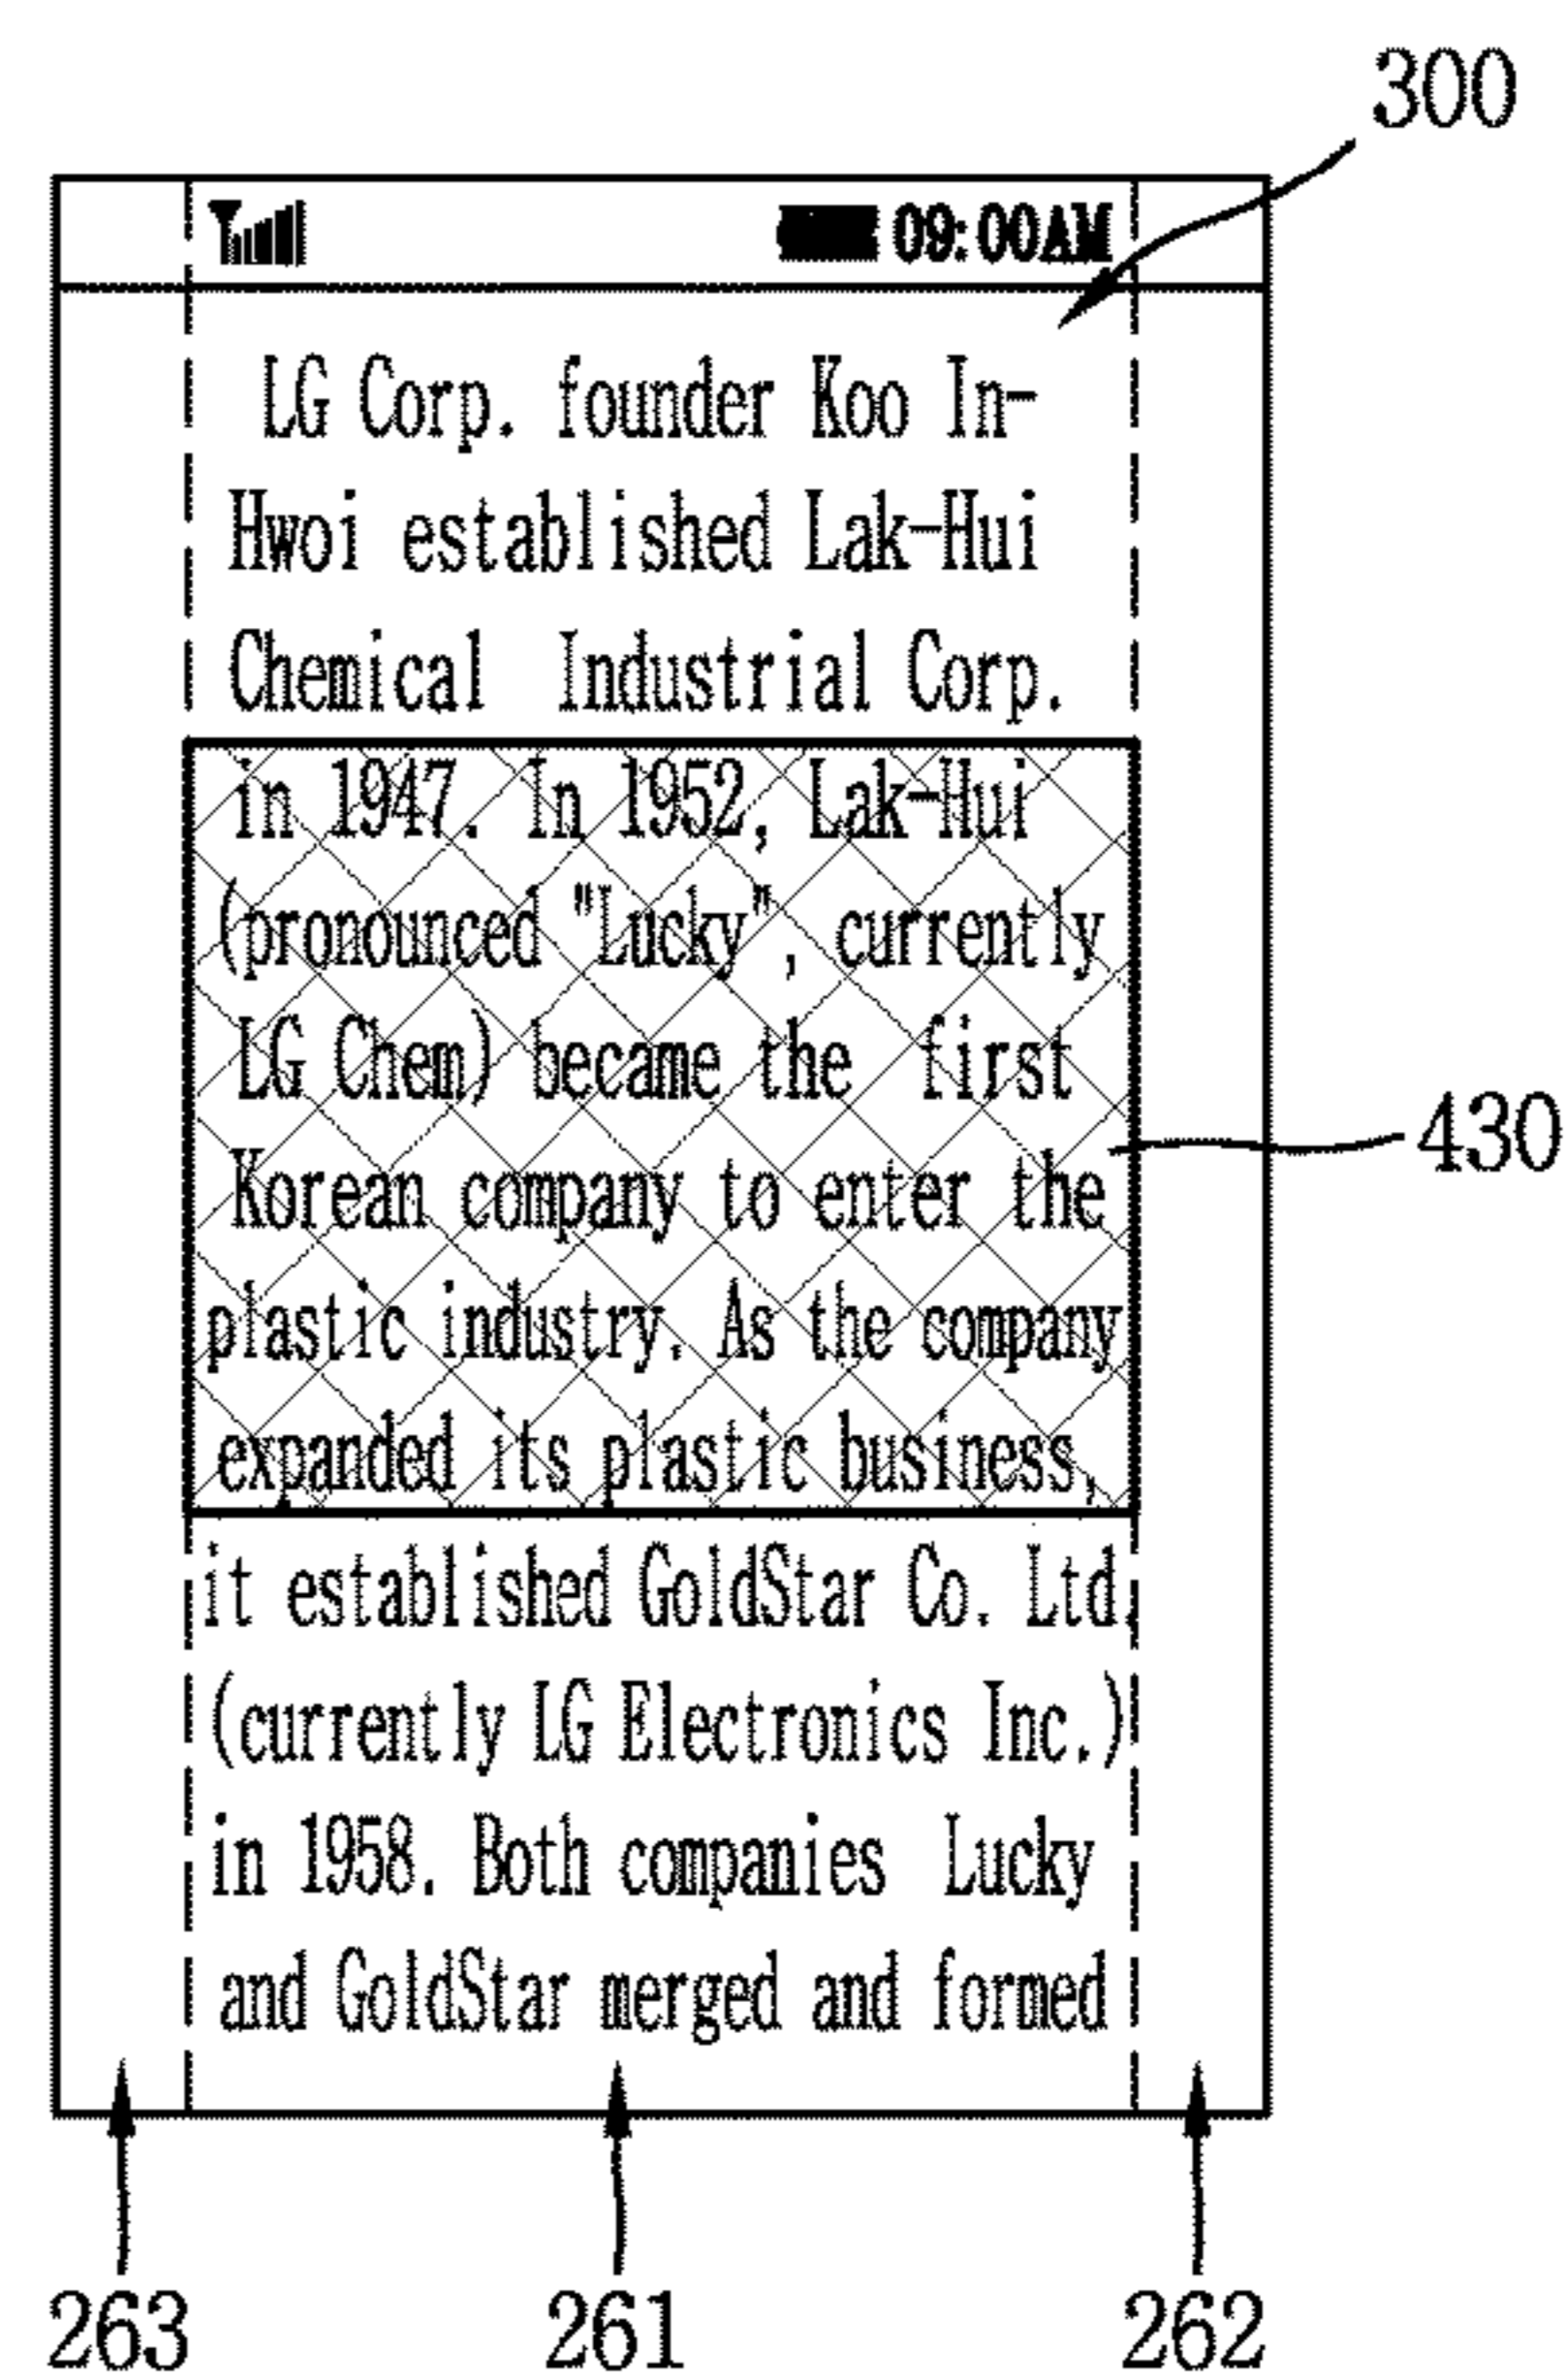 300
09:00AM
LG Corp. founder Koo In-
Hwoi established Lak-Hui
Chemical Industrial Corp.
in 1947. In 1952, Lak-Hui
(pronounced "Lucky", currently
LG Chem) became the first
430
Korean company to enter the
plastic industry. As the company
expanded its plastic business,
it established GoldStar Co. Ltd.
(currently LG Electronics Inc.)
in 1958. Both companies Lucky
and GoldStar merged and formed
263 261 262